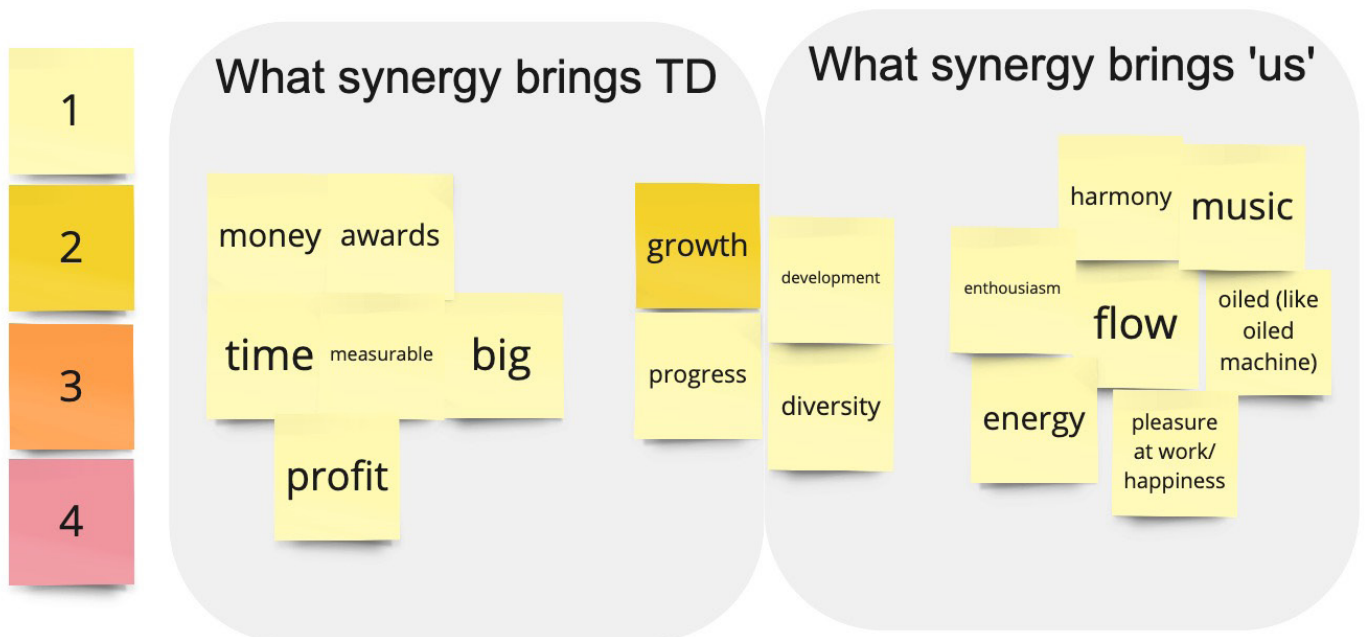 1
2
3
4
What synergy brings TD
money
awards
time
measurable
big
profit
growth
progress
What synergy brings 'us'
development
diversity
harmony
music
enthousiasm
flow
oiled (like
oiled
machine)
energy
pleasure
at work/
happiness